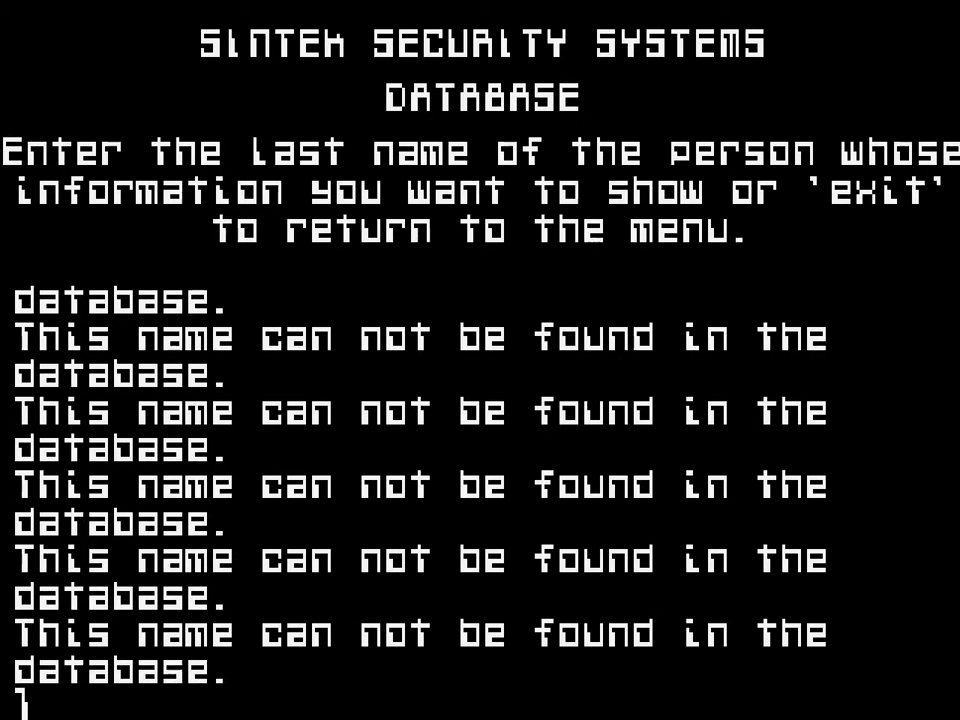 SINTEK SECURITY SYSTEMS
DATABASE
Enter the last name of the person whose
information you want to show or 'exit'
to return to the menu.
database.
This name can not be found in the
database.
This name can not be found in the
database.
This name can not be found in the
database.
This name can not be found in the
database.
This name can not be found in the
database.